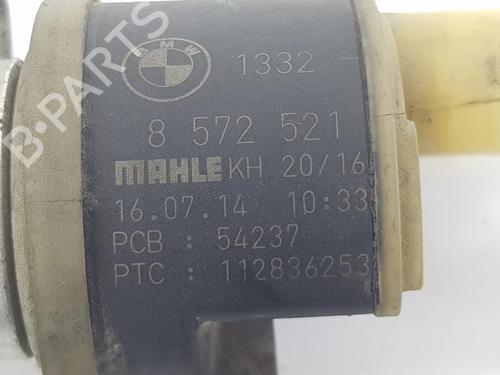 BMW
1332 -
8 572 521
MAHLE KH 20/16
16.07.14 10:33
PCB : 54237
PTC : 112836253
B-PARTS